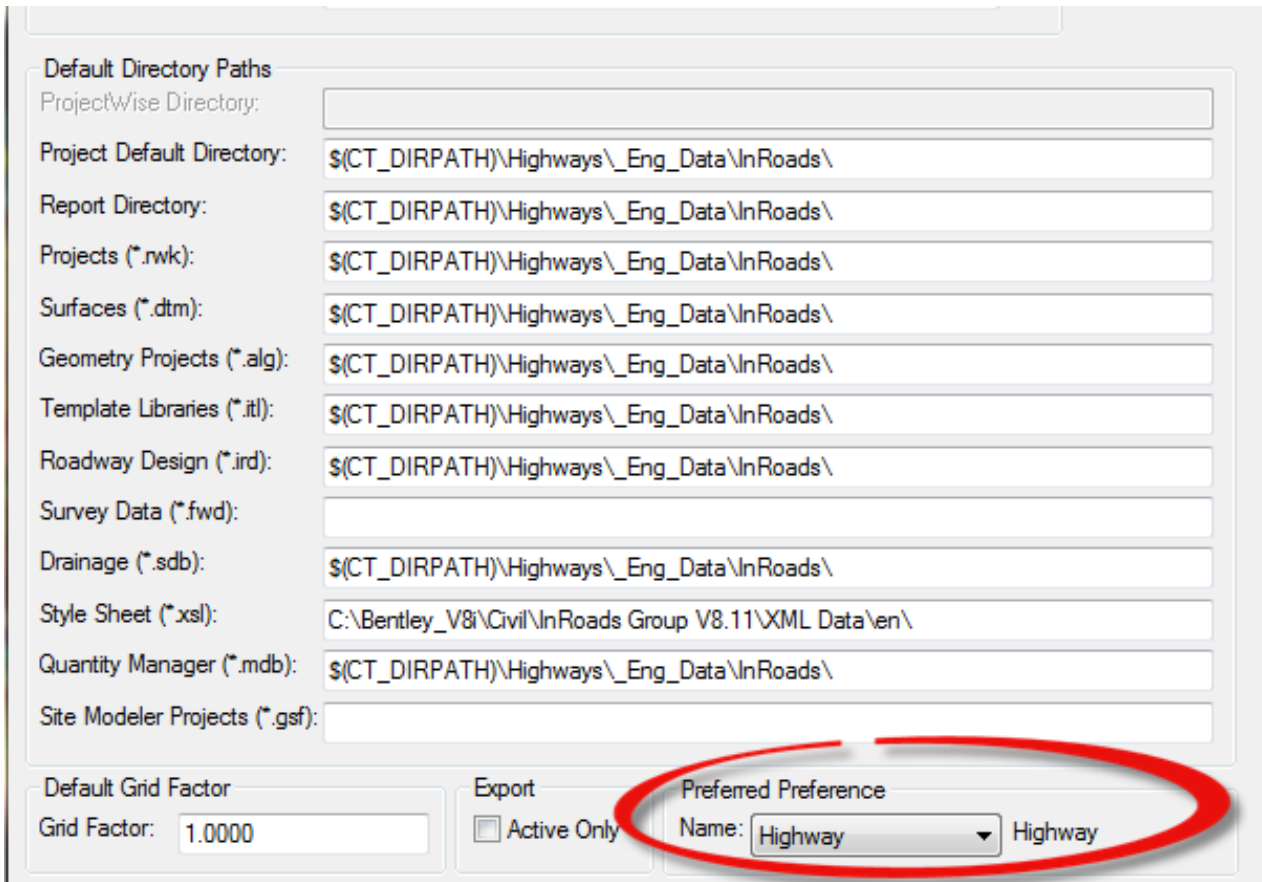 Default Directory Paths
ProjectWise Directory:
Project Default Directory: $(CT_DIRPATH)\Highways\_Eng_Data\InRoads\
Report Directory: $(CT_DIRPATH)\Highways\_Eng_Data\InRoads\
Projects (*.rwk): $(CT_DIRPATH)\Highways\_Eng_Data\InRoads\
Surfaces (*.dtm): $(CT_DIRPATH)\Highways\_Eng_Data\InRoads\
Geometry Projects (*.alg): $(CT_DIRPATH)\Highways\_Eng_Data\InRoads\
Template Libraries (*.itl): $(CT_DIRPATH)\Highways\_Eng_Data\InRoads\
Roadway Design (*.ird): $(CT_DIRPATH)\Highways\_Eng_Data\InRoads\
Survey Data (*.fwd):
Drainage (*.sdb): $(CT_DIRPATH)\Highways\_Eng_Data\InRoads\
Style Sheet (*.xsl): C:\Bentley_V8i\Civil\InRoads Group V8.11\XML Data\en\
Quantity Manager (*.mdb): $(CT_DIRPATH)\Highways\_Eng_Data\InRoads\
Site Modeler Projects (*.gsf):
Default Grid Factor Export Preferred Preference
Grid Factor: 1.0000 Active Only Name: Highway Highway